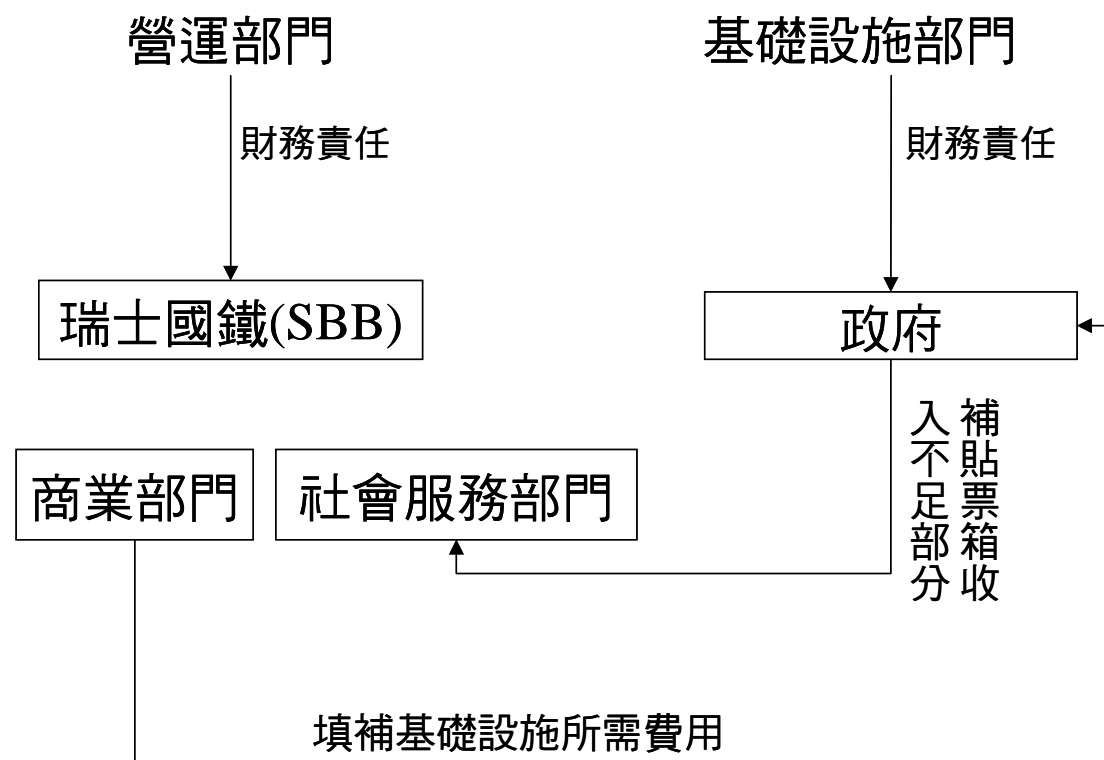 營運部門
基礎設施部門
財務責任
財務責任
瑞士國鐵(SBB)
政府
補貼票箱收
入不足部分
商業部門
社會服務部門
填補基礎設施所需費用